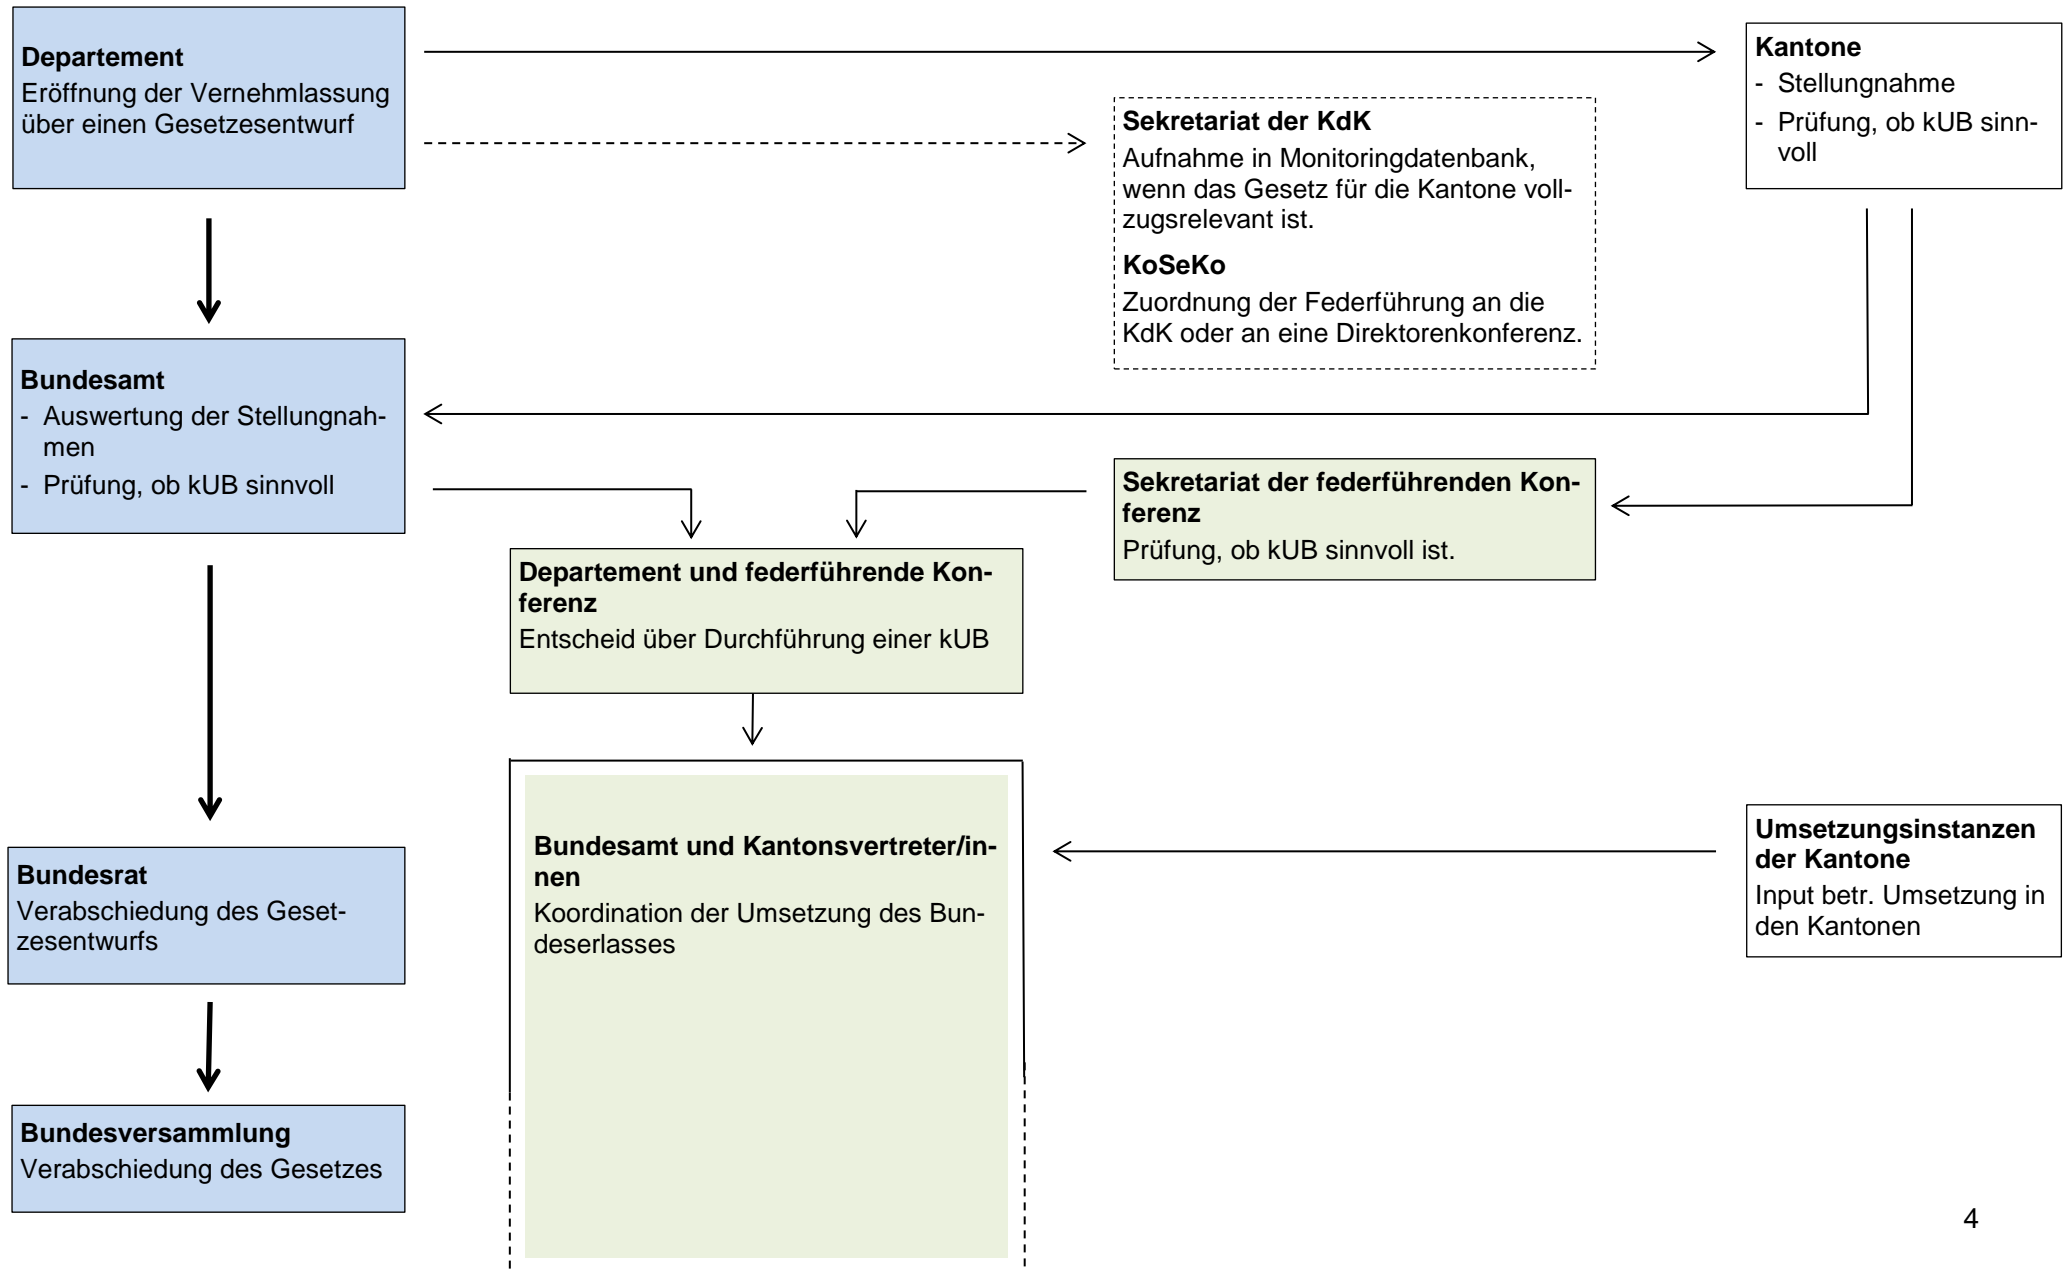 Departement
Eröffnung der Vernehmlassung
über einen Gesetzesentwurf
Kantone
- Stellungnahme
- Prüfung, ob kUB sinn-
voll
Sekretariat der KdK
Aufnahme in Monitoringdatenbank,
wenn das Gesetz für die Kantone voll-
zugsrelevant ist.
KoSeKo
Zuordnung der Federführung an die
KdK oder an eine Direktorenkonferenz.
Bundesamt
- Auswertung der Stellungnah-
men
- Prüfung, ob kUB sinnvoll
Sekretariat der federführenden Kon-
ferenz
Prüfung, ob kUB sinnvoll ist.
Departement und federführende Kon-
ferenz
Entscheid über Durchführung einer kUB
Bundesamt und Kantonsvertreter/in-
nen
Koordination der Umsetzung des Bun-
deserlasses
Umsetzungsinstanzen
der Kantone
Input betr. Umsetzung in
den Kantonen
Bundesrat
Verabschiedung des Geset-
zesentwurfs
Bundesversammlung
Verabschiedung des Gesetzes
4